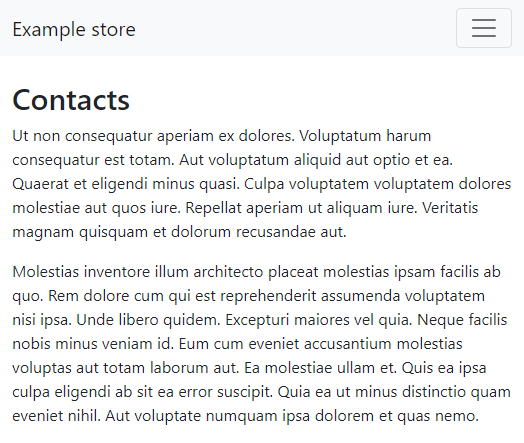 Example store
Contacts
Ut non consequatur aperiam ex dolores. Voluptatum harum
consequatur est totam. Aut voluptatum aliquid aut optio et ea.
Quaerat et eligendi minus quasi. Culpa voluptatem voluptatem dolores
molestiae aut quos iure. Repellat aperiam ut aliquam iure. Veritatis
magnam quisquam et dolorum recusandae aut.
Molestias inventore illum architecto placeat molestias ipsam facilis ab
quo. Rem dolore cum qui est reprehenderit assumenda voluptatem
nisi ipsa. Unde libero quidem. Excepturi maiores vel quia. Neque facilis
nobis minus veniam id. Eum cum eveniet accusantium molestias
voluptas aut totam laborum aut. Ea molestiae ullam et. Quis ea ipsa
culpa eligendi ab sit ea error suscipit. Quia ea ut minus distinctio quam
eveniet nihil. Aut voluptate numquam ipsa dolorem et quas nemo.